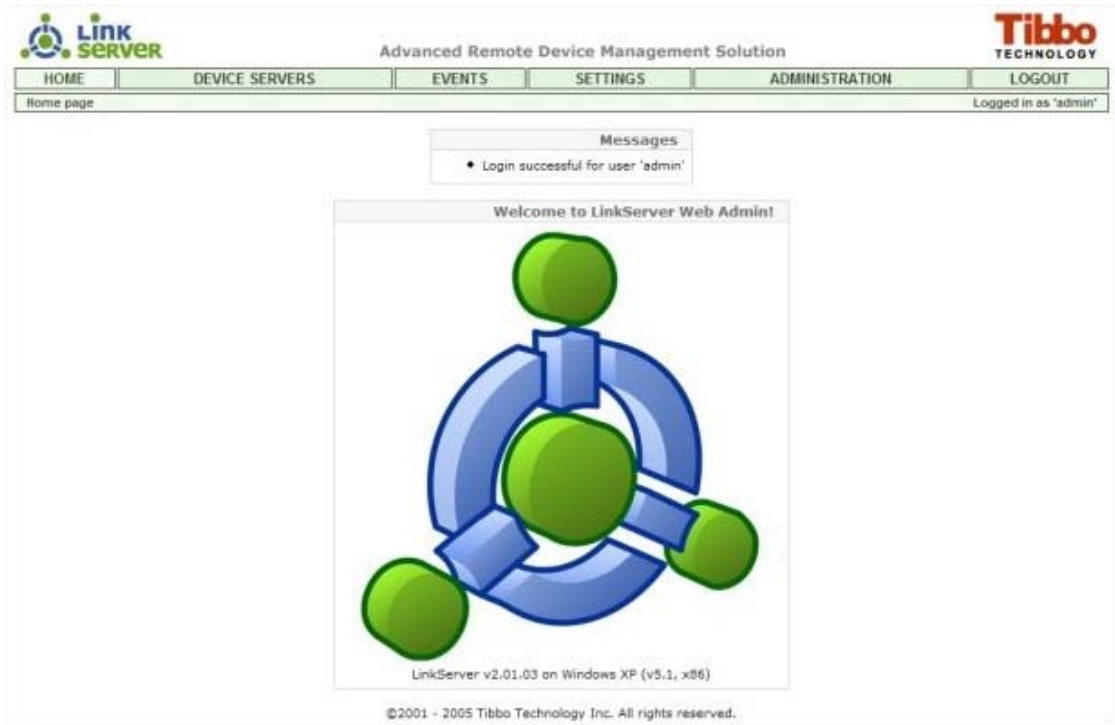 LINK
SERVER
Advanced Remote Device Management Solution
Tibbo
TECHNOLOGY
HOME DEVICE SERVERS EVENTS SETTINGS ADMINISTRATION LOGOUT
Home page Logged in as 'admin'
Messages
• Login successful for user 'admin'
Welcome to LinkServer Web Admin!
LinkServer v2.01.03 on Windows XP (v5.1, x86)
©2001 - 2005 Tibbo Technology Inc. All rights reserved.